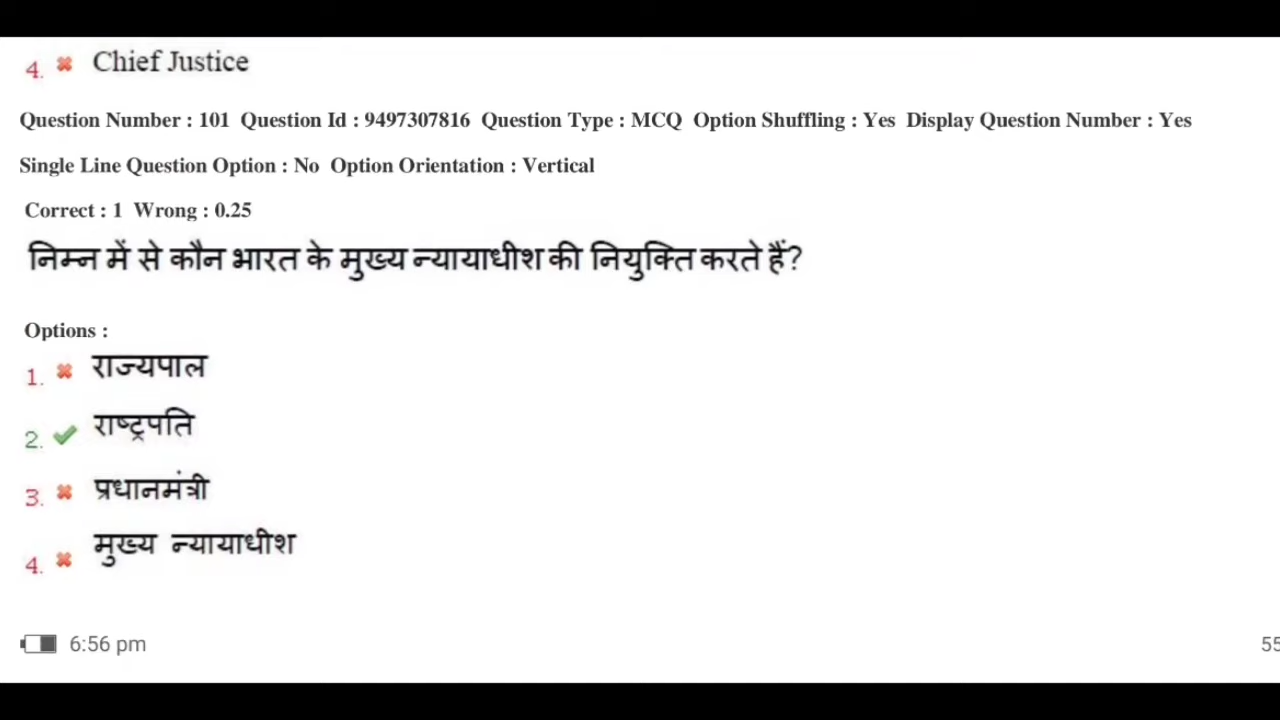 4. Chief Justice
Question Number : 101 Question Id : 9497307816 Question Type : MCQ Option Shuffling : Yes Display Question Number : Yes
Single Line Question Option : No Option Orientation : Vertical
Correct : 1 Wrong : 0.25
निम्न में से कौन भारत के मुख्य न्यायाधीश की नियुक्ति करते हैं?
Options :
1. राज्यपाल
2. राष्ट्रपति
3. प्रधानमंत्री
4. मुख्य न्यायाधीश
6:56 pm 55